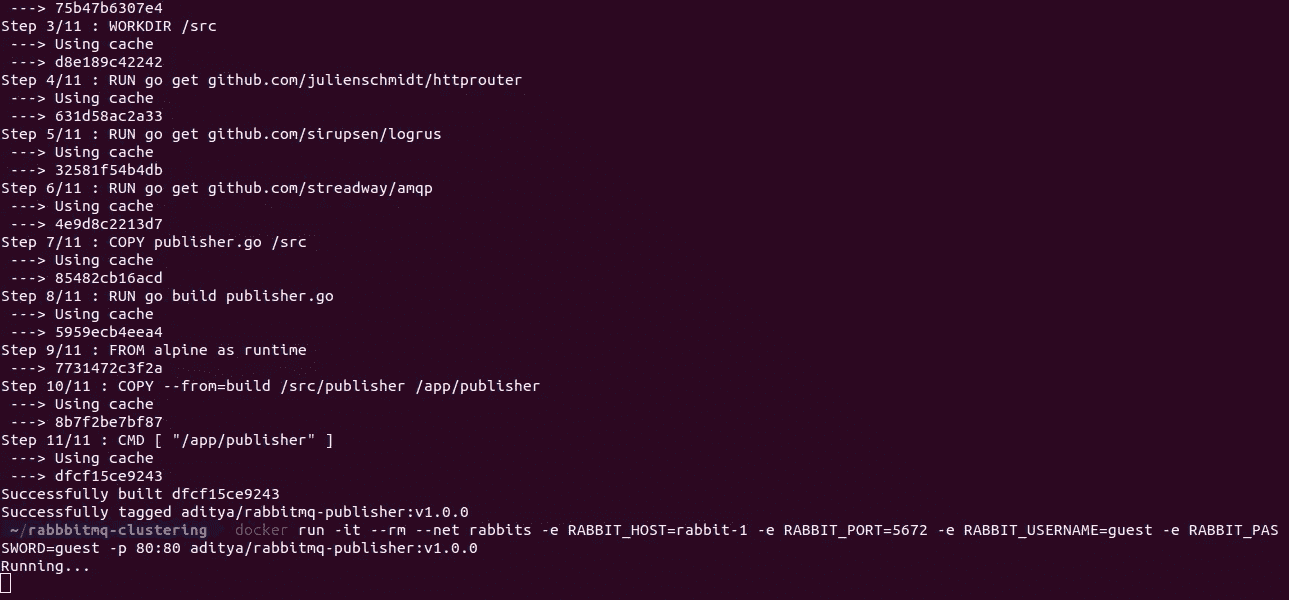 ---> 75b47b6307e4
Step 3/11 : WORKDIR /src
---> Using cache
---> d8e189c42242
Step 4/11 : RUN go get github.com/julienschmidt/httprouter
---> Using cache
---> 631d58ac2a33
Step 5/11 : RUN go get github.com/sirupsen/logrus
---> Using cache
---> 32581f54b4db
Step 6/11 : RUN go get github.com/streadway/amqp
---> Using cache
---> 4e9d8c2213d7
Step 7/11 : COPY publisher.go /src
---> Using cache
---> 85482cb16acd
Step 8/11 : RUN go build publisher.go
---> Using cache
---> 5959ecb4eea4
Step 9/11 : FROM alpine as runtime
---> 7731472c3f2a
Step 10/11 : COPY --from=build /src/publisher /app/publisher
---> Using cache
---> 8b7f2be7bf87
Step 11/11 : CMD [ "/app/publisher" ]
---> Using cache
---> dfcf15ce9243
Successfully built dfcf15ce9243
Successfully tagged aditya/rabbitmq-publisher:v1.0.0
~/rabbbitmq-clustering docker run -it --rm --net rabbits -e RABBIT_HOST=rabbit-1 -e RABBIT_PORT=5672 -e RABBIT_USERNAME=guest -e RABBIT_PAS
SWORD=guest -p 80:80 aditya/rabbitmq-publisher:v1.0.0
Running...